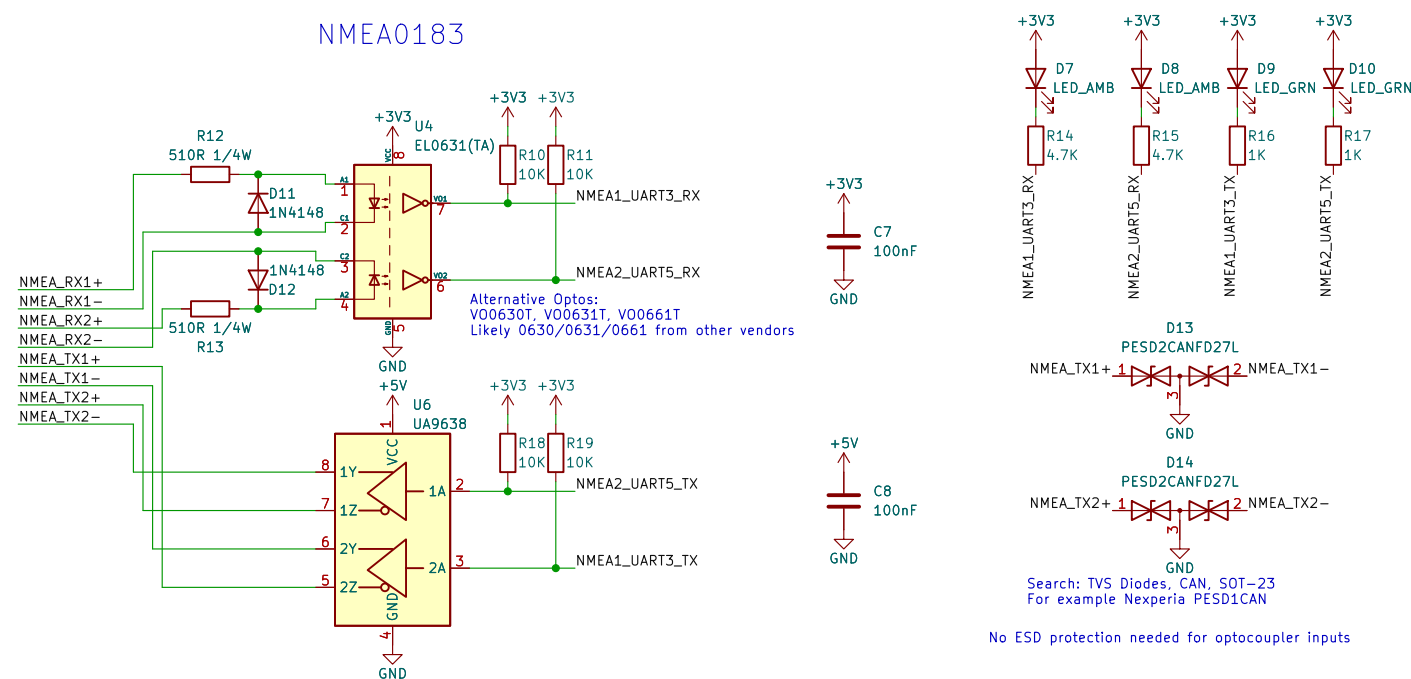 NMEA0183
+3V3
U4
EL0631(TA)
VCC
8
R12
510R 1/4W
D11
1N4148
A1
1
C1
2
C2
3
A2
4
VO1
7
VO2
6
GND
5
GND
1N4148
D12
510R 1/4W
R13
+3V3
+3V3
R10
10K
R11
10K
NMEA1_UART3_RX
NMEA2_UART5_RX
Alternative Optos:
VO0630T, VO0631T, VO0661T
Likely 0630/0631/0661 from other vendors
NMEA_RX1+
NMEA_RX1-
NMEA_RX2+
NMEA_RX2-
NMEA_TX1+
NMEA_TX1-
NMEA_TX2+
NMEA_TX2-
+5V
U6
UA9638
1
VCC
8
1Y
7
1Z
6
2Y
5
2Z
1A
2
2A
3
GND
4
GND
+3V3
+3V3
R18
10K
R19
10K
NMEA2_UART5_TX
NMEA1_UART3_TX
+3V3
C7
100nF
GND
+5V
C8
100nF
GND
+3V3
D7
LED_AMB
R14
4.7K
NMEA1_UART3_RX
+3V3
D8
LED_AMB
R15
4.7K
NMEA2_UART5_RX
+3V3
D9
LED_GRN
R16
1K
NMEA1_UART3_TX
+3V3
D10
LED_GRN
R17
1K
NMEA2_UART5_TX
D13
PESD2CANFD27L
NMEA_TX1+
1
2
NMEA_TX1-
3
GND
D14
PESD2CANFD27L
NMEA_TX2+
1
2
NMEA_TX2-
3
GND
Search: TVS Diodes, CAN, SOT-23
For example Nexperia PESD1CAN
No ESD protection needed for optocoupler inputs